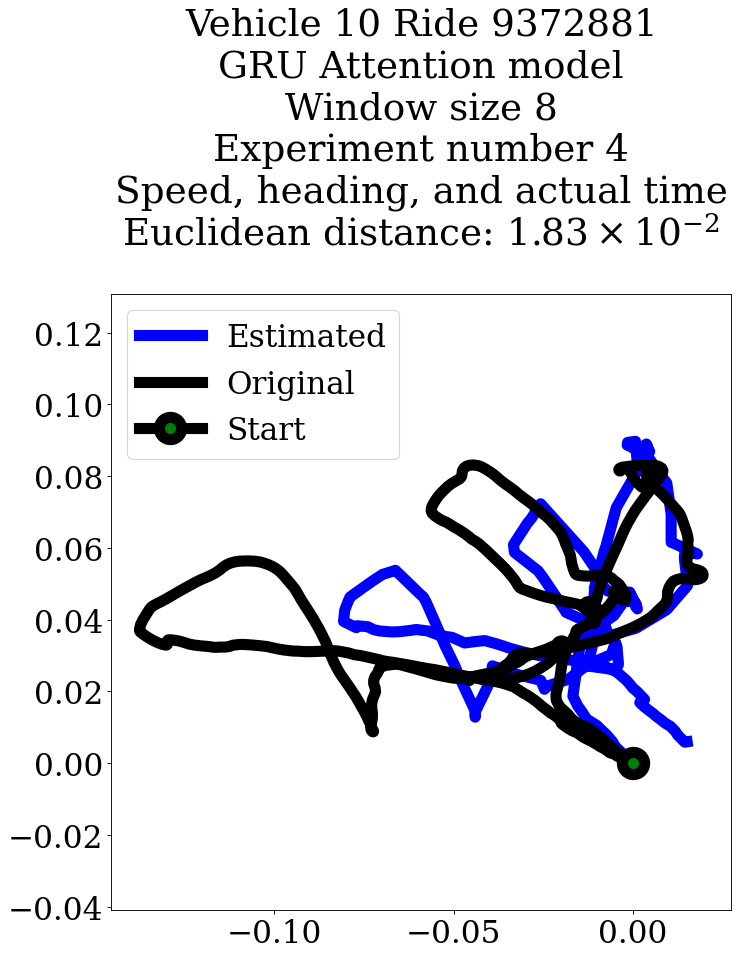 Vehicle 10 Ride 9372881
GRU Attention model
Window size 8
Experiment number 4
Speed, heading, and actual time
Euclidean distance: 1.83 × 10⁻²
Estimated
Original
Start
0.12
0.10
0.08
0.06
0.04
0.02
0.00
−0.02
−0.04
−0.10
−0.05
0.00